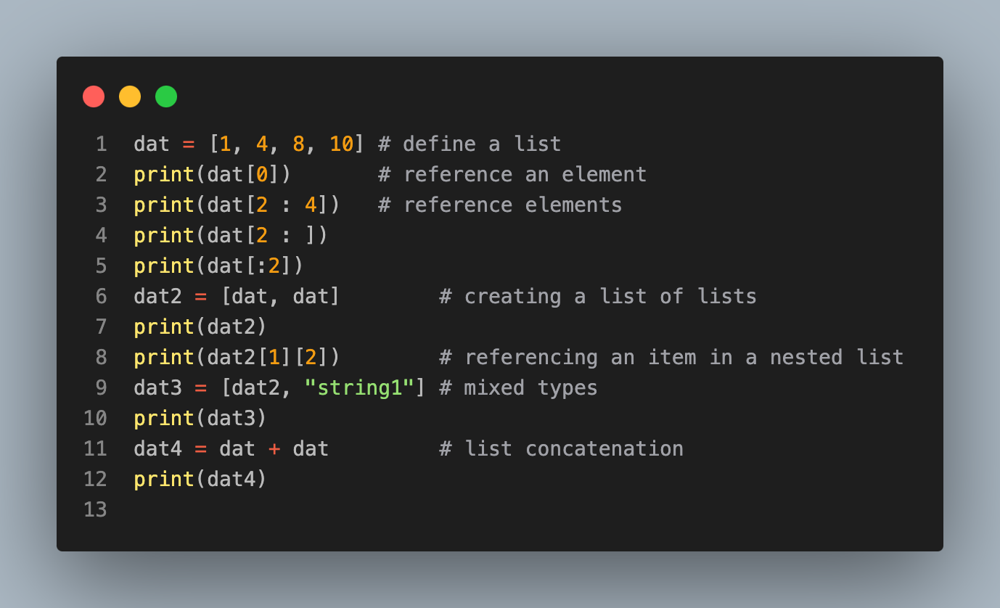 1 dat = [1, 4, 8, 10] # define a list
2 print(dat[0])       # reference an element
3 print(dat[2 : 4])   # reference elements
4 print(dat[2 : ])
5 print(dat[:2])
6 dat2 = [dat, dat]        # creating a list of lists
7 print(dat2)
8 print(dat2[1][2])        # referencing an item in a nested list
9 dat3 = [dat2, "string1"] # mixed types
10 print(dat3)
11 dat4 = dat + dat         # list concatenation
12 print(dat4)
13